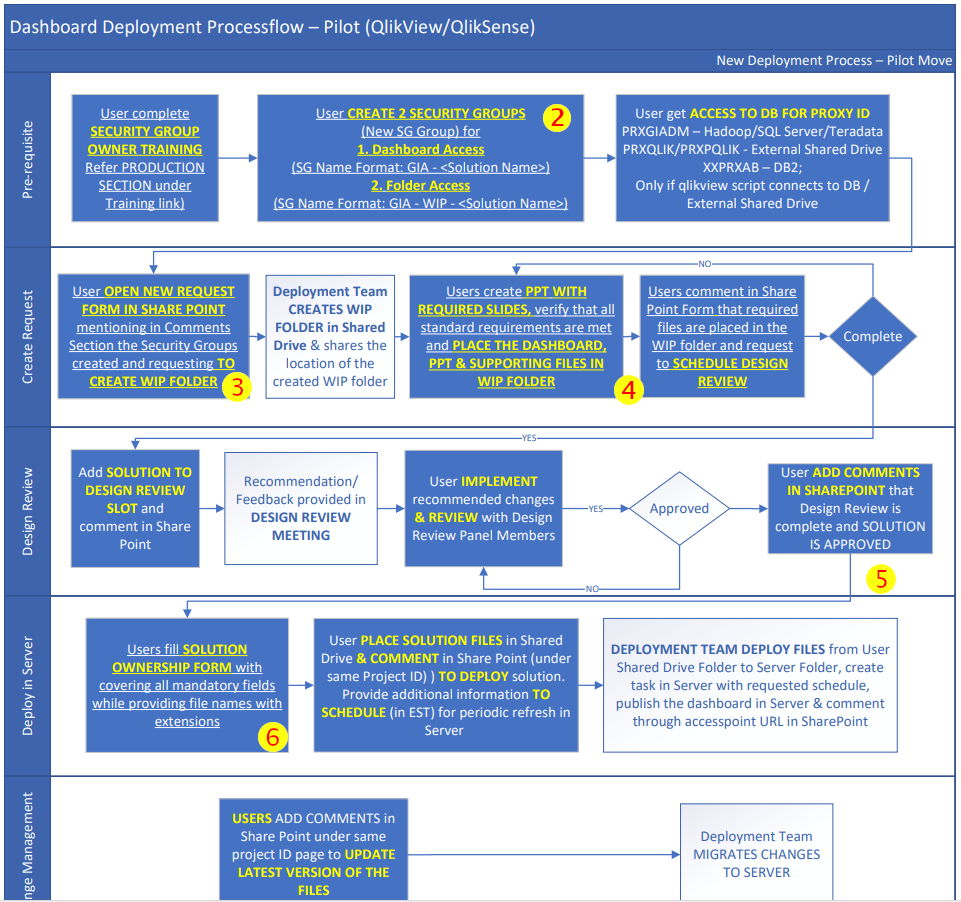 Dashboard Deployment Processflow – Pilot (QlikView/QlikSense)
New Deployment Process – Pilot Move
Pre-requisite
User complete
SECURITY GROUP
OWNER TRAINING
Refer PRODUCTION
SECTION under
Training link)
User CREATE 2 SECURITY GROUPS
(New SG Group) for
1. Dashboard Access
(SG Name Format: GIA - <Solution Name>)
2. Folder Access
(SG Name Format: GIA - WIP - <Solution Name>)
2
User get ACCESS TO DB FOR PROXY ID
PRXGIADM – Hadoop/SQL Server/Teradata
PRXQLIK/PRXPQLIK - External Shared Drive
XXPRXAB – DB2;
Only if qlikview script connects to DB /
External Shared Drive
Create Request
User OPEN NEW REQUEST
FORM IN SHARE POINT
mentioning in Comments
Section the Security Groups
created and requesting TO
CREATE WIP FOLDER
3
Deployment Team
CREATES WIP
FOLDER in Shared
Drive & shares the
location of the
created WIP folder
Users create PPT WITH
REQUIRED SLIDES, verify that all
standard requirements are met
and PLACE THE DASHBOARD,
PPT & SUPPORTING FILES IN
WIP FOLDER
4
Users comment in Share
Point Form that required
files are placed in the
WIP folder and request
to SCHEDULE DESIGN
REVIEW
NO
Complete
YES
Design Review
Add SOLUTION TO
DESIGN REVIEW
SLOT and
comment in Share
Point
Recommendation/
Feedback provided in
DESIGN REVIEW
MEETING
User IMPLEMENT
recommended changes
& REVIEW with Design
Review Panel Members
YES
Approved
NO
User ADD COMMENTS
IN SHAREPOINT that
Design Review is
complete and SOLUTION
IS APPROVED
5
Deploy in Server
Users fill SOLUTION
OWNERSHIP FORM with
covering all mandatory fields
while providing file names with
extensions
6
User PLACE SOLUTION FILES in Shared
Drive & COMMENT in Share Point (under
same Project ID) ) TO DEPLOY solution.
Provide additional information TO
SCHEDULE (in EST) for periodic refresh in
Server
DEPLOYMENT TEAM DEPLOY FILES from User
Shared Drive Folder to Server Folder, create
task in Server with requested schedule,
publish the dashboard in Server & comment
through accesspoint URL in SharePoint
nge Management
USERS ADD COMMENTS in
Share Point under same
project ID page to UPDATE
LATEST VERSION OF THE
FILES
Deployment Team
MIGRATES CHANGES
TO SERVER